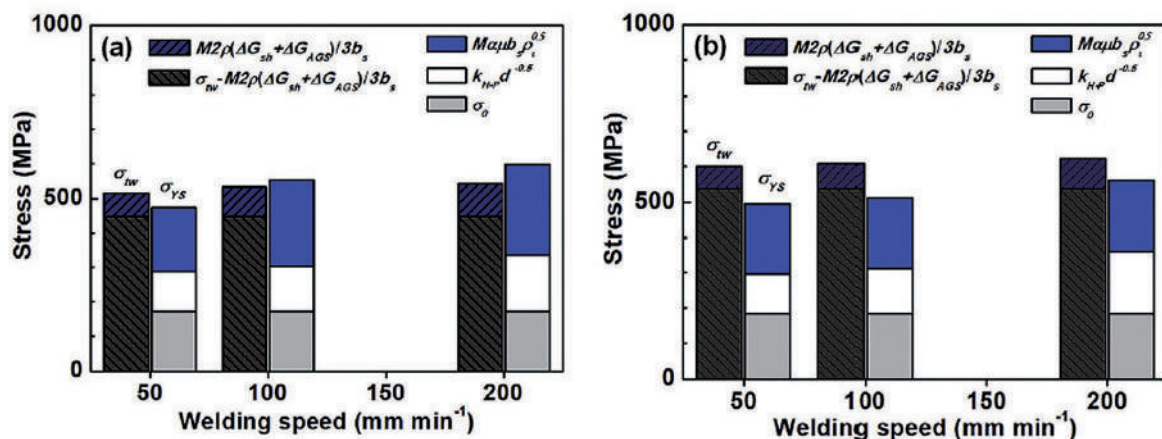 1000
(a)
M2ρ(ΔG_sh+ΔG_AGS)/3b_s
σ_tw-M2ρ(ΔG_sh+ΔG_AGS)/3b_s
Mαμb_sρ_ι^0.5
k_H-P d^-0.5
σ_0
σ_tw
σ_YS
500
0
Stress (MPa)
50
100
150
200
Welding speed (mm min⁻¹)
1000
(b)
M2ρ(ΔG_sh+ΔG_AGS)/3b_s
σ_tw-M2ρ(ΔG_sh+ΔG_AGS)/3b_s
Mαμb_sρ_ι^0.5
k_H-P d^-0.5
σ_0
σ_tw
σ_YS
500
0
Stress (MPa)
50
100
150
200
Welding speed (mm min⁻¹)